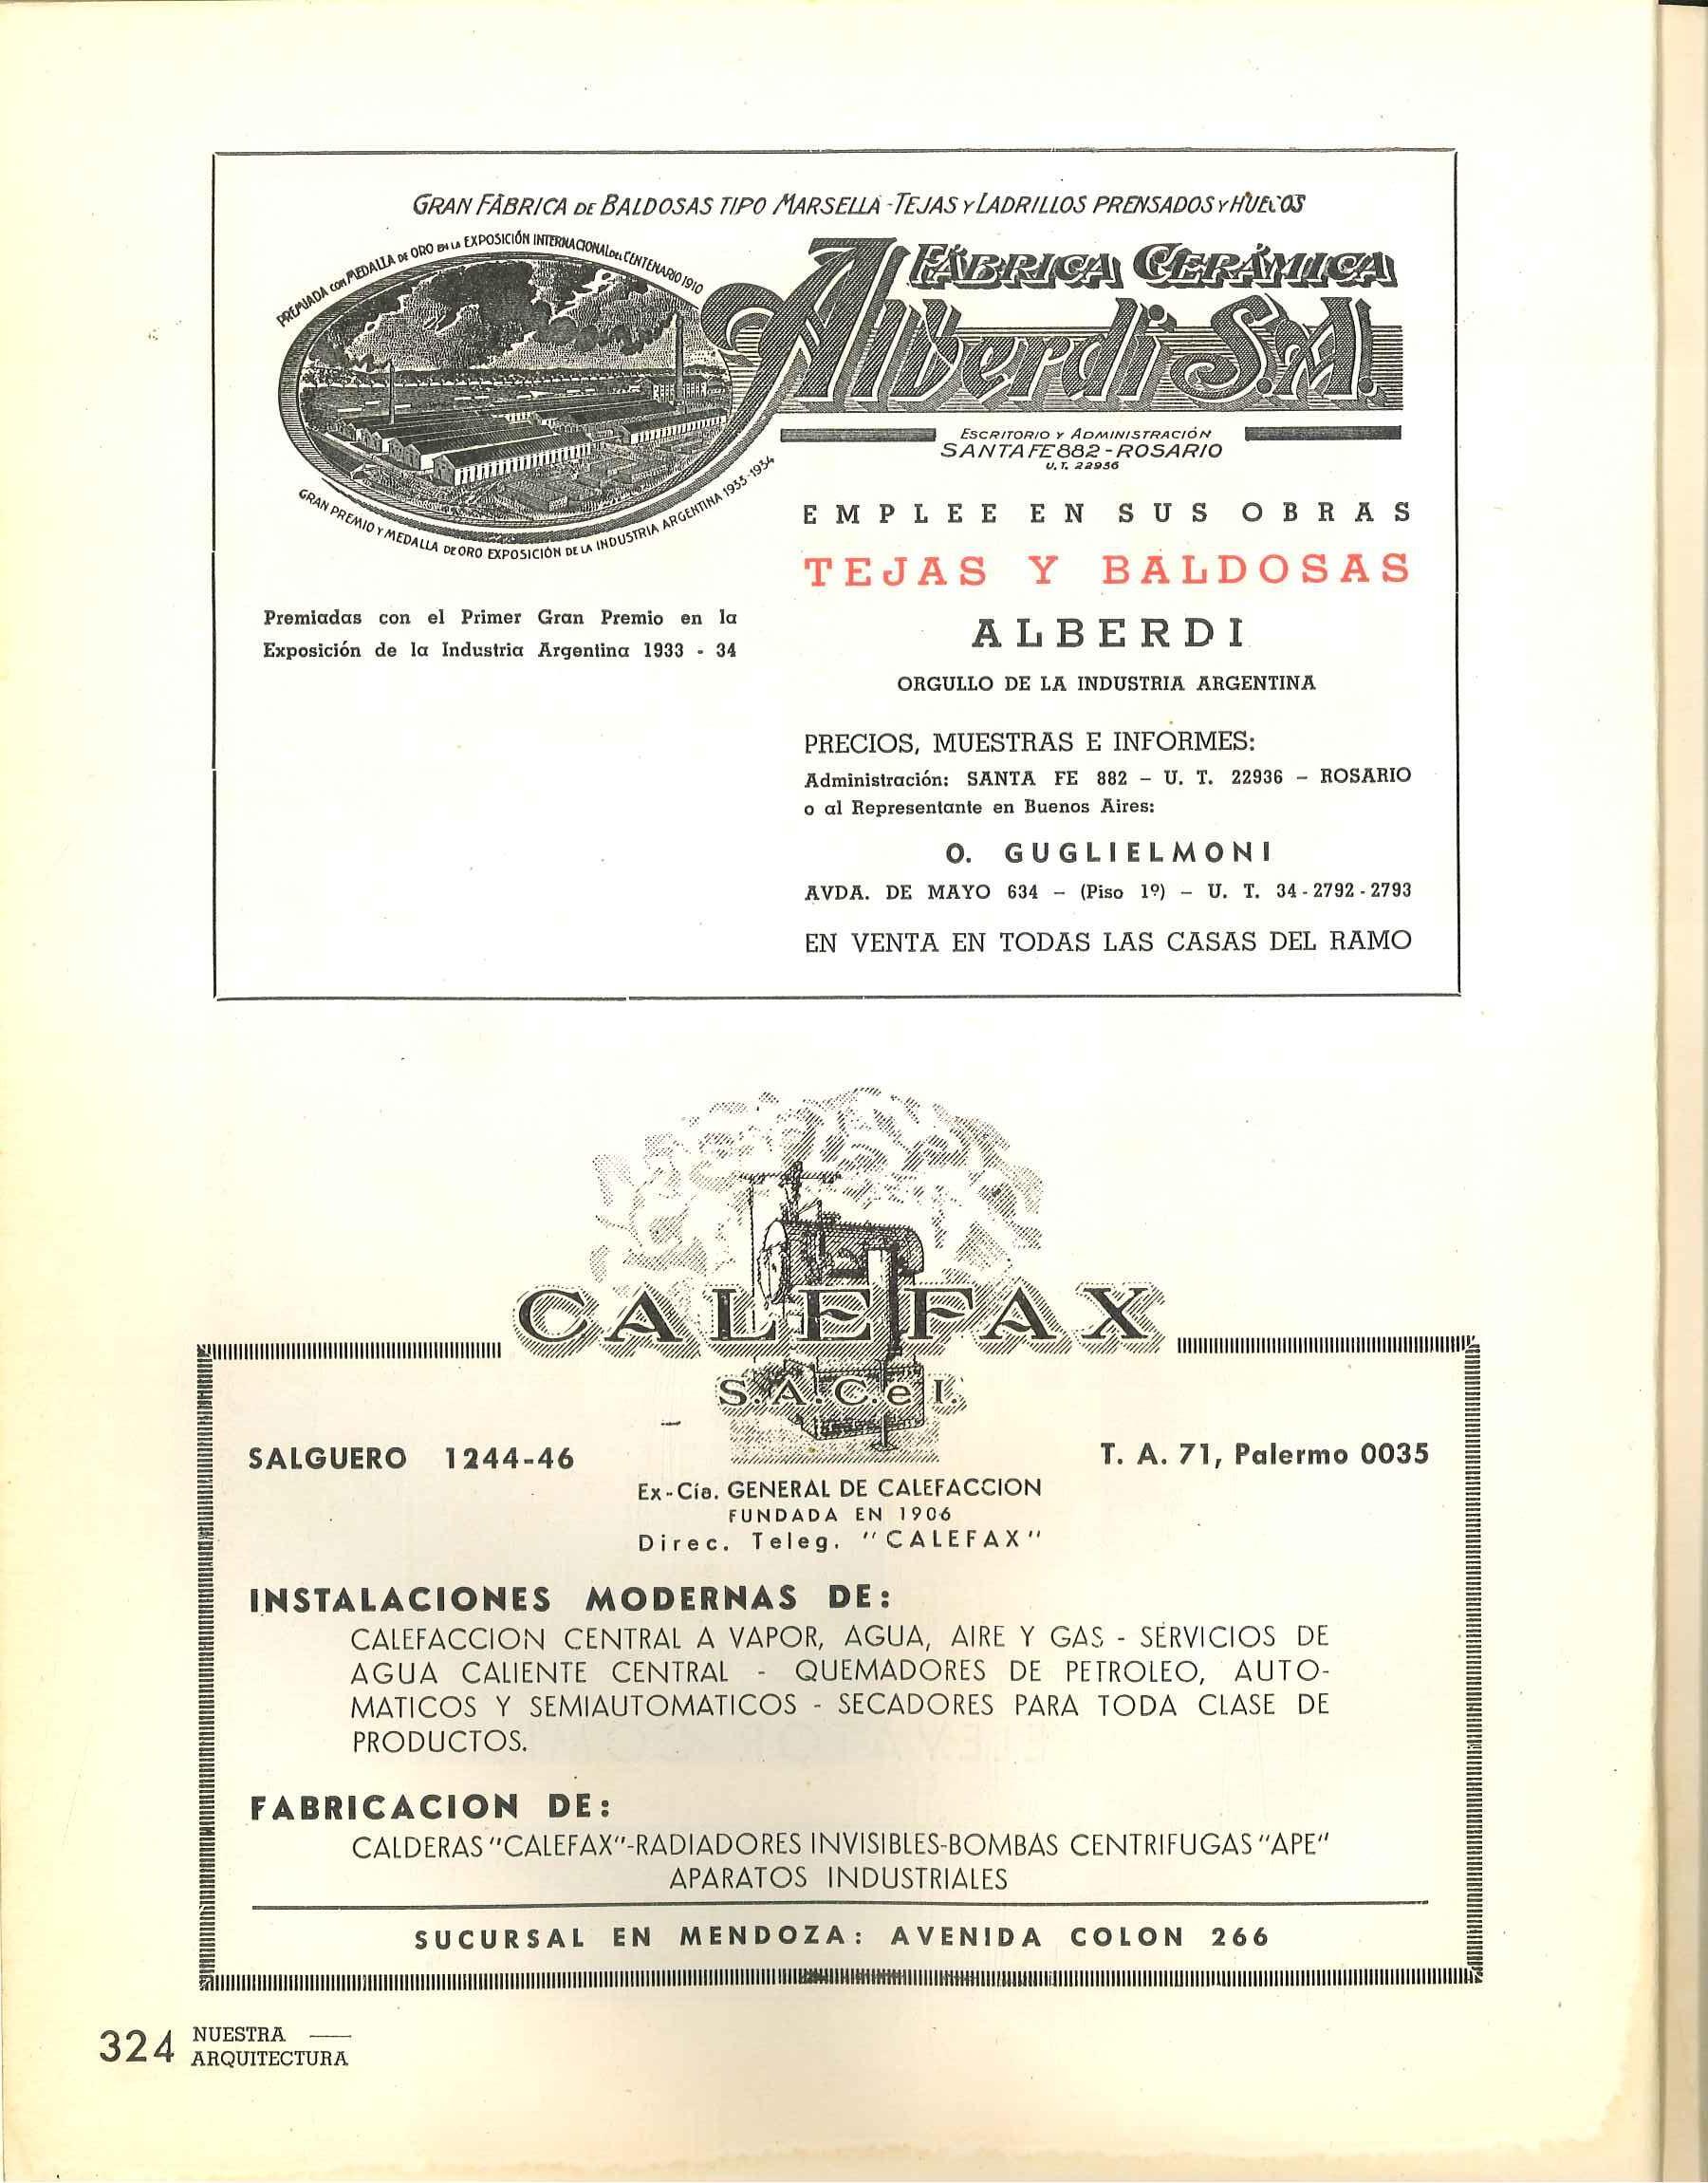 GRAN FÁBRICA DE BALDOSAS TIPO MARSELLA - TEJAS Y LADRILLOS PRENSADOS Y HUECOS
PREMIADA CON MEDALLA DE ORO EN LA EXPOSICIÓN INTERNACIONAL DEL CENTENARIO 1910
FÁBRICA CERÁMICA
Alberdi S.A.
ESCRITORIO Y ADMINISTRACIÓN
SANTA FE 882 - ROSARIO
U.T. 22936
GRAN PREMIO Y MEDALLA DE ORO EXPOSICIÓN DE LA INDUSTRIA ARGENTINA 1933-1934
Premiadas con el Primer Gran Premio en la
Exposición de la Industria Argentina 1933 - 34
EMPLEE EN SUS OBRAS
TEJAS Y BALDOSAS
ALBERDI
ORGULLO DE LA INDUSTRIA ARGENTINA
PRECIOS, MUESTRAS E INFORMES:
Administración: SANTA FE 882 – U. T. 22936 – ROSARIO
o al Representante en Buenos Aires:
O. GUGLIELMONI
AVDA. DE MAYO 634 – (Piso 1º) – U. T. 34-2792-2793
EN VENTA EN TODAS LAS CASAS DEL RAMO
CALEFAX
S.A.C.e I.
SALGUERO 1244-46
T. A. 71, Palermo 0035
Ex-Cía. GENERAL DE CALEFACCION
FUNDADA EN 1906
Direc. Teleg. "CALEFAX"
INSTALACIONES MODERNAS DE:
CALEFACCION CENTRAL A VAPOR, AGUA, AIRE Y GAS - SERVICIOS DE
AGUA CALIENTE CENTRAL - QUEMADORES DE PETROLEO, AUTO-
MATICOS Y SEMIAUTOMATICOS - SECADORES PARA TODA CLASE DE
PRODUCTOS.
FABRICACION DE:
CALDERAS "CALEFAX"-RADIADORES INVISIBLES-BOMBAS CENTRIFUGAS "APE"
APARATOS INDUSTRIALES
SUCURSAL EN MENDOZA: AVENIDA COLON 266
324 NUESTRA —
ARQUITECTURA